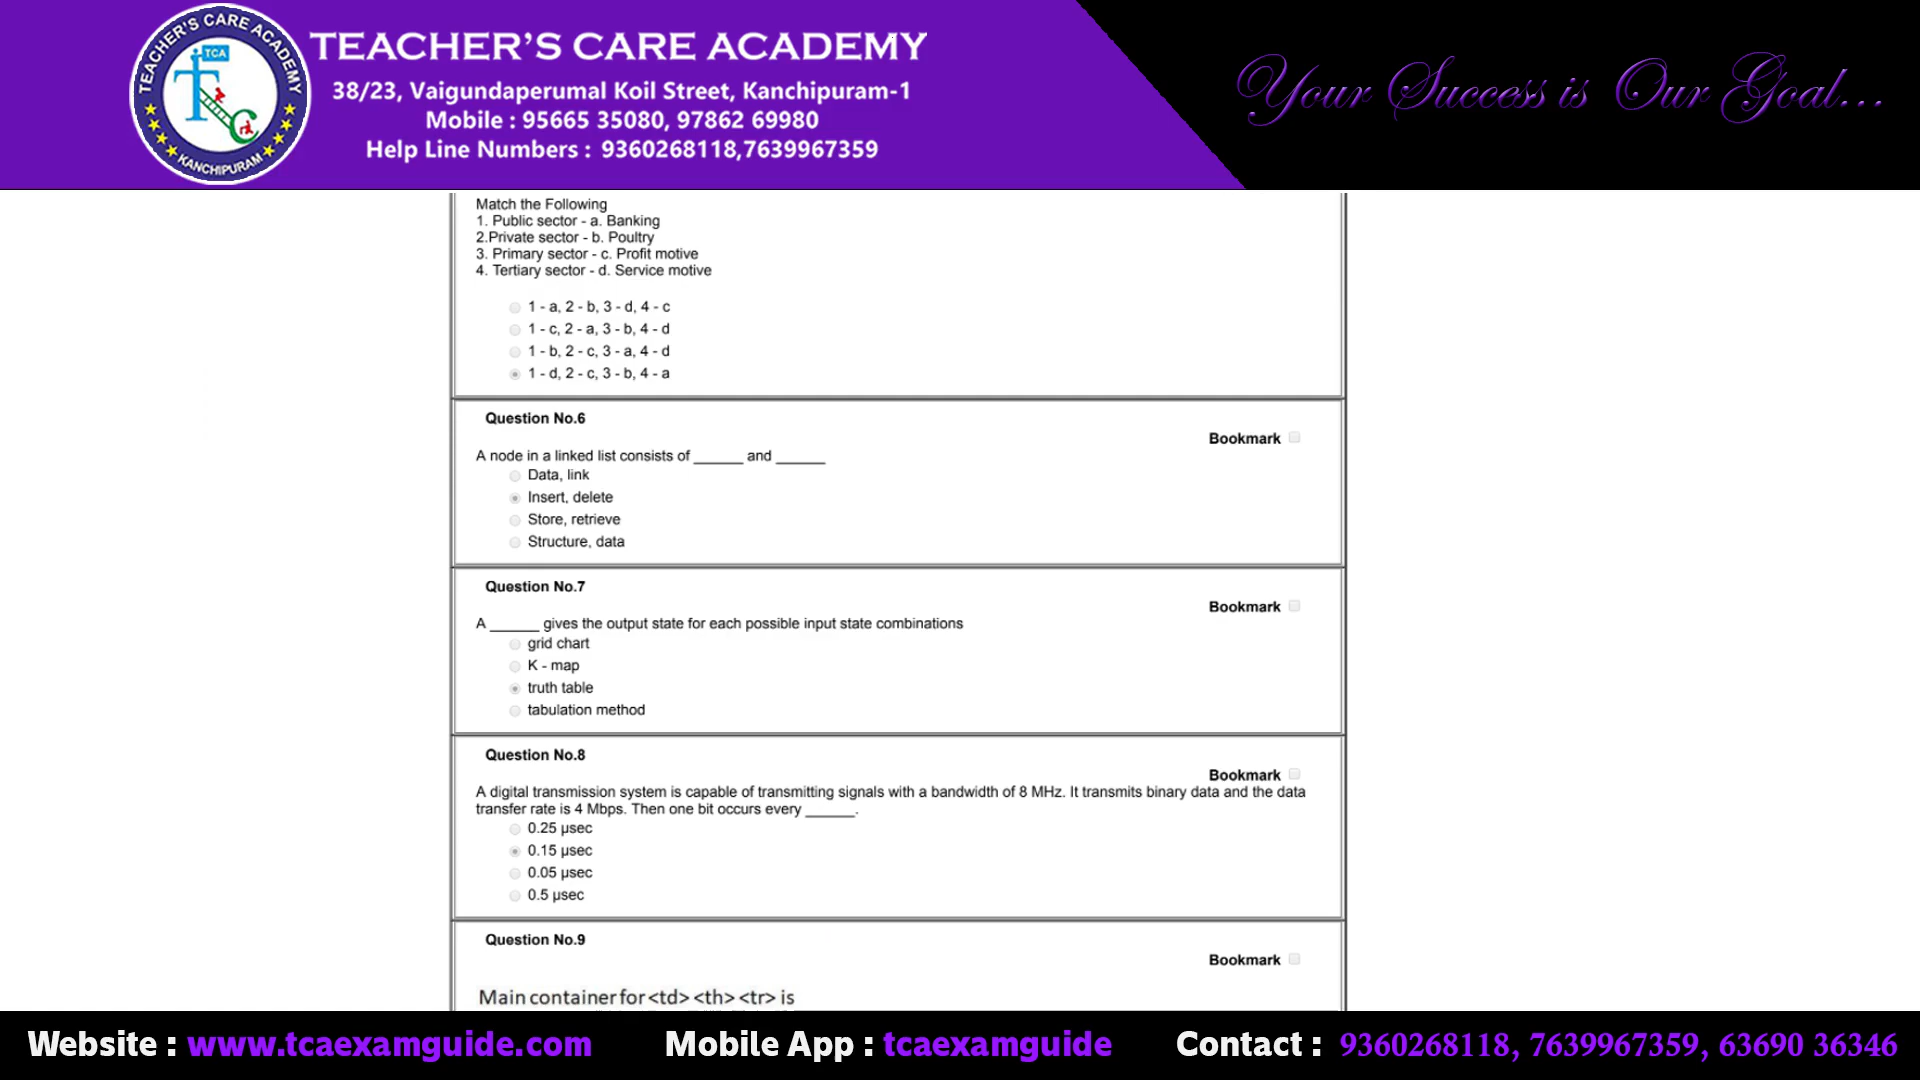 TEACHER'S CARE ACADEMY
TCA
KANCHIPURAM
TEACHER'S CARE ACADEMY
38/23, Vaigundaperumal Koil Street, Kanchipuram-1
Mobile : 95665 35080, 97862 69980
Help Line Numbers : 9360268118,7639967359
Your Success is Our Goal...
Match the Following
1. Public sector - a. Banking
2.Private sector - b. Poultry
3. Primary sector - c. Profit motive
4. Tertiary sector - d. Service motive
1 - a, 2 - b, 3 - d, 4 - c
1 - c, 2 - a, 3 - b, 4 - d
1 - b, 2 - c, 3 - a, 4 - d
1 - d, 2 - c, 3 - b, 4 - a
Question No.6
Bookmark
A node in a linked list consists of ______ and ______
Data, link
Insert, delete
Store, retrieve
Structure, data
Question No.7
Bookmark
A ______ gives the output state for each possible input state combinations
grid chart
K - map
truth table
tabulation method
Question No.8
Bookmark
A digital transmission system is capable of transmitting signals with a bandwidth of 8 MHz. It transmits binary data and the data
transfer rate is 4 Mbps. Then one bit occurs every ______.
0.25 µsec
0.15 µsec
0.05 µsec
0.5 µsec
Question No.9
Bookmark
Main container for <td> <th> <tr> is
Website : www.tcaexamguide.com Mobile App : tcaexamguide Contact : 9360268118, 7639967359, 63690 36346